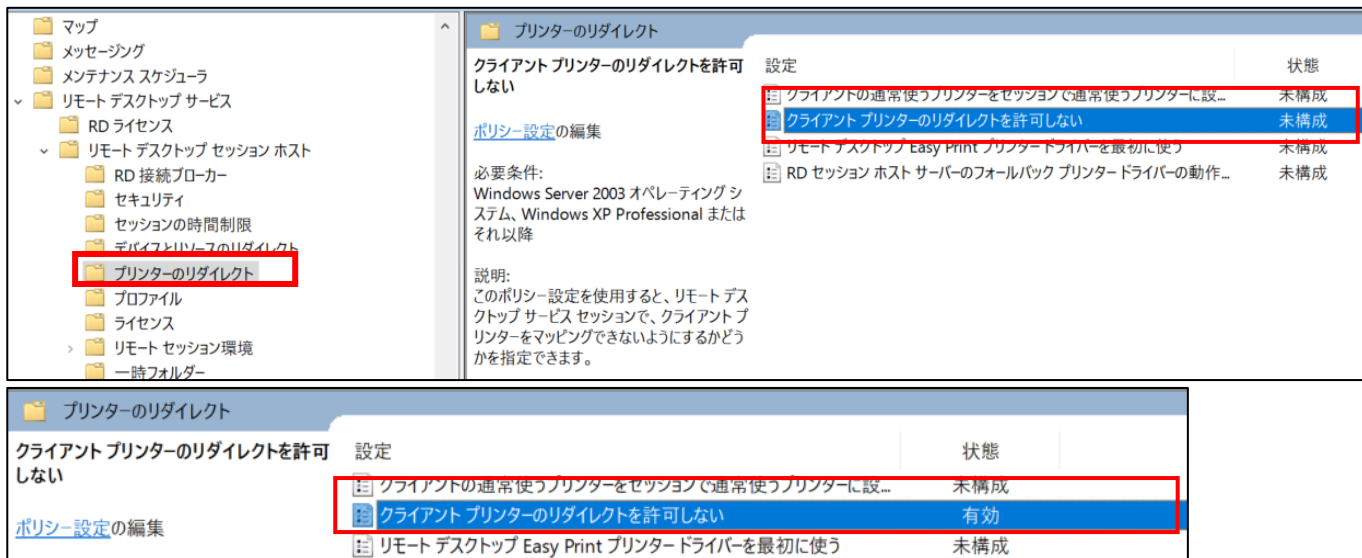 マップ
メッセージング
メンテナンス スケジューラ
リモート デスクトップ サービス
RD ライセンス
リモート デスクトップ セッション ホスト
RD 接続ブローカー
セキュリティ
セッションの時間制限
デバイスとリソースのリダイレクト
プリンターのリダイレクト
プロファイル
ライセンス
リモート セッション環境
一時フォルダー
プリンターのリダイレクト
クライアント プリンターのリダイレクトを許可
しない
ポリシー設定の編集
必要条件:
Windows Server 2003 オペレーティング シ
ステム、Windows XP Professional または
それ以降
説明:
このポリシー設定を使用すると、リモート デス
クトップ サービス セッションで、クライアント プ
リンターをマッピングできないようにするかどう
かを指定できます。
設定 状態
クライアントの通常使うプリンターをセッションで通常使うプリンターに設... 未構成
クライアント プリンターのリダイレクトを許可しない 未構成
リモート デスクトップ Easy Print プリンター ドライバーを最初に使う 未構成
RD セッション ホスト サーバーのフォールバック プリンター ドライバーの動作... 未構成
プリンターのリダイレクト
クライアント プリンターのリダイレクトを許可
しない
ポリシー設定の編集
設定 状態
クライアントの通常使うプリンターをセッションで通常使うプリンターに設... 未構成
クライアント プリンターのリダイレクトを許可しない 有効
リモート デスクトップ Easy Print プリンター ドライバーを最初に使う 未構成